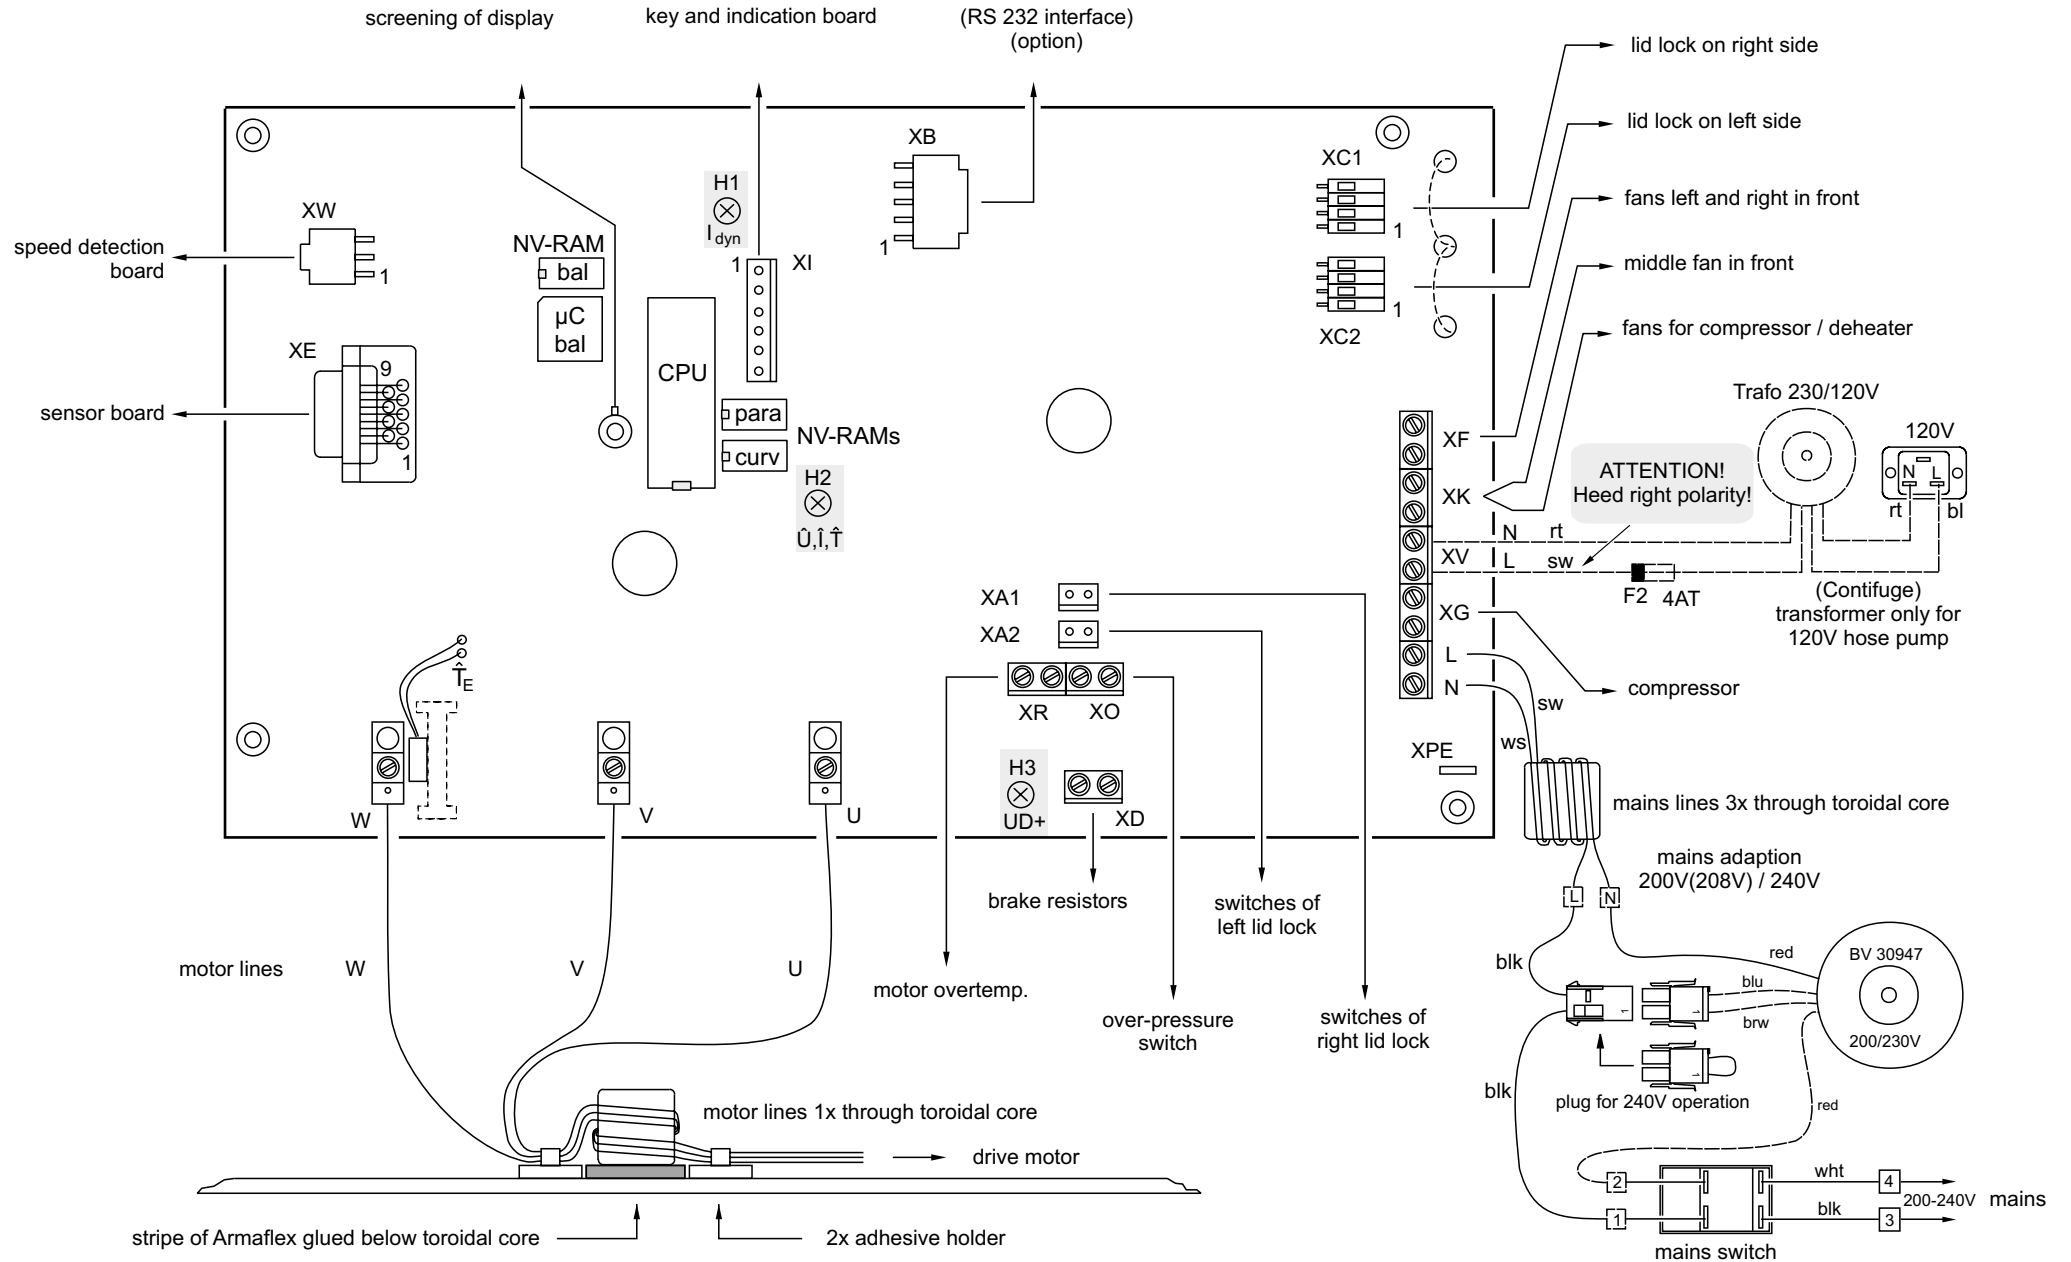 screening of display
key and indication board
(RS 232 interface)
(option)
lid lock on right side
lid lock on left side
fans left and right in front
middle fan in front
fans for compressor / deheater
XB
XC1
1
XC2
1
1
H1
I dyn
XW
1
speed detection
board
NV-RAM
bal
µC
bal
1
XI
CPU
para
curv
NV-RAMs
H2
Û,Î,T̂
XE
9
1
sensor board
Trafo 230/120V
120V
N
L
rt
bl
XF
XK
XV
XG
L
N
ATTENTION!
Heed right polarity!
N
rt
L
sw
F2
4AT
(Contifuge)
transformer only for
120V hose pump
compressor
sw
ws
XA1
XA2
XR
XO
T̂E
H3
UD+
XD
XPE
W
V
U
mains lines 3x through toroidal core
mains adaption
200V(208V) / 240V
L
N
brake resistors
switches of
left lid lock
motor lines
W
V
U
motor overtemp.
over-pressure
switch
switches of
right lid lock
blk
red
blu
brw
BV 30947
200/230V
1
1
1
blk
plug for 240V operation
red
motor lines 1x through toroidal core
drive motor
2
wht
4
200-240V
mains
1
blk
3
mains switch
stripe of Armaflex glued below toroidal core
2x adhesive holder